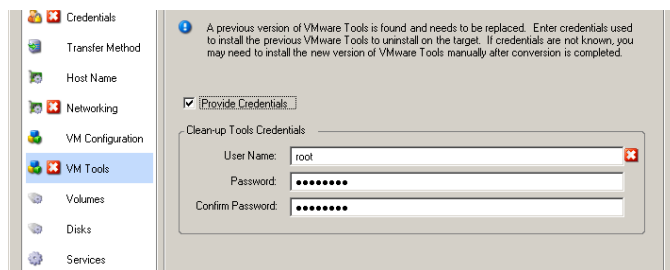 Credentials
Transfer Method
Host Name
Networking
VM Configuration
VM Tools
Volumes
Disks
Services
A previous version of VMware Tools is found and needs to be replaced. Enter credentials used
to install the previous VMware Tools to uninstall on the target. If credentials are not known, you
may need to install the new version of VMware Tools manually after conversion is completed.
Provide Credentials
Clean-up Tools Credentials
User Name: root
Password: ●●●●●●●●
Confirm Password: ●●●●●●●●